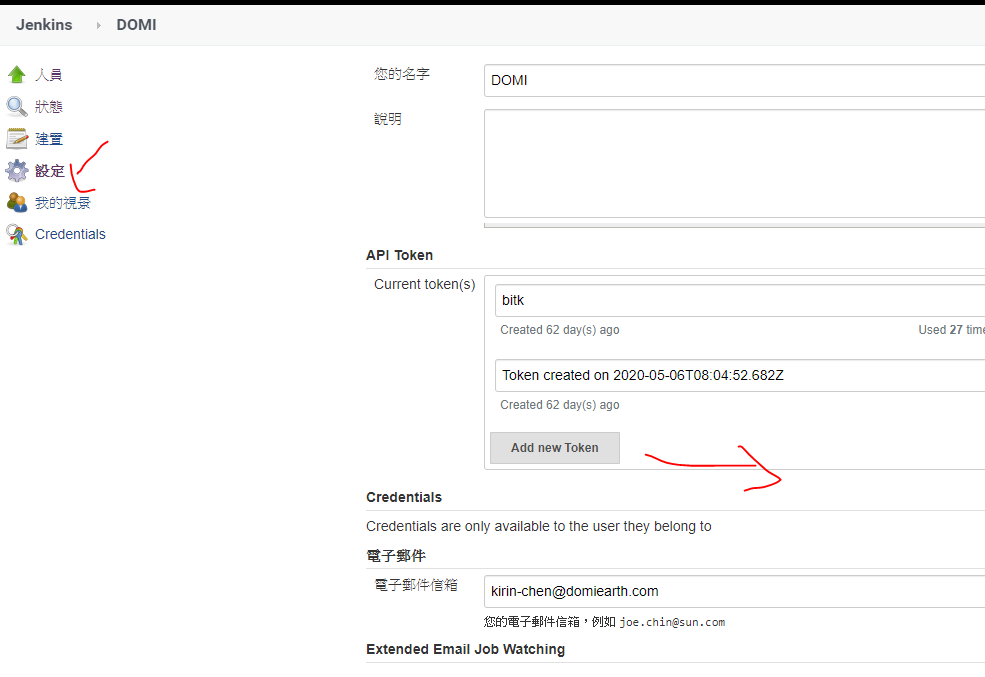 Jenkins DOMI
人員
狀態
建置
設定
我的視景
Credentials
您的名字
DOMI
說明
API Token
Current token(s)
bitk
Created 62 day(s) ago
Used 27 time
Token created on 2020-05-06T08:04:52.682Z
Created 62 day(s) ago
Add new Token
Credentials
Credentials are only available to the user they belong to
電子郵件
電子郵件信箱
kirin-chen@domiearth.com
您的電子郵件信箱，例如 joe.chin@sun.com
Extended Email Job Watching